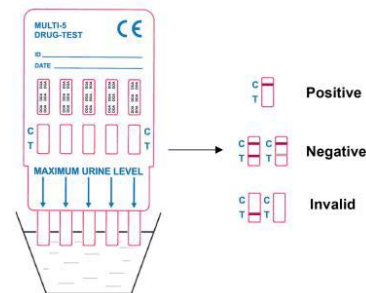 MULTI-5
DRUG-TEST
CE
ID
DATE
C C
T T
MAXIMUM URINE LEVEL
C
T
Positive
C C
T T
Negative
C C
T T
Invalid